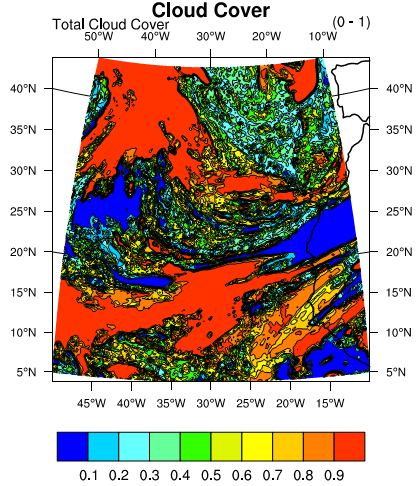 Cloud Cover
Total Cloud Cover (0 - 1)
50°W 40°W 30°W 20°W 10°W
40°N 40°N
35°N 35°N
30°N 30°N
25°N 25°N
20°N 20°N
15°N 15°N
10°N 10°N
5°N 5°N
45°W 40°W 35°W 30°W 25°W 20°W 15°W
0.1 0.2 0.3 0.4 0.5 0.6 0.7 0.8 0.9